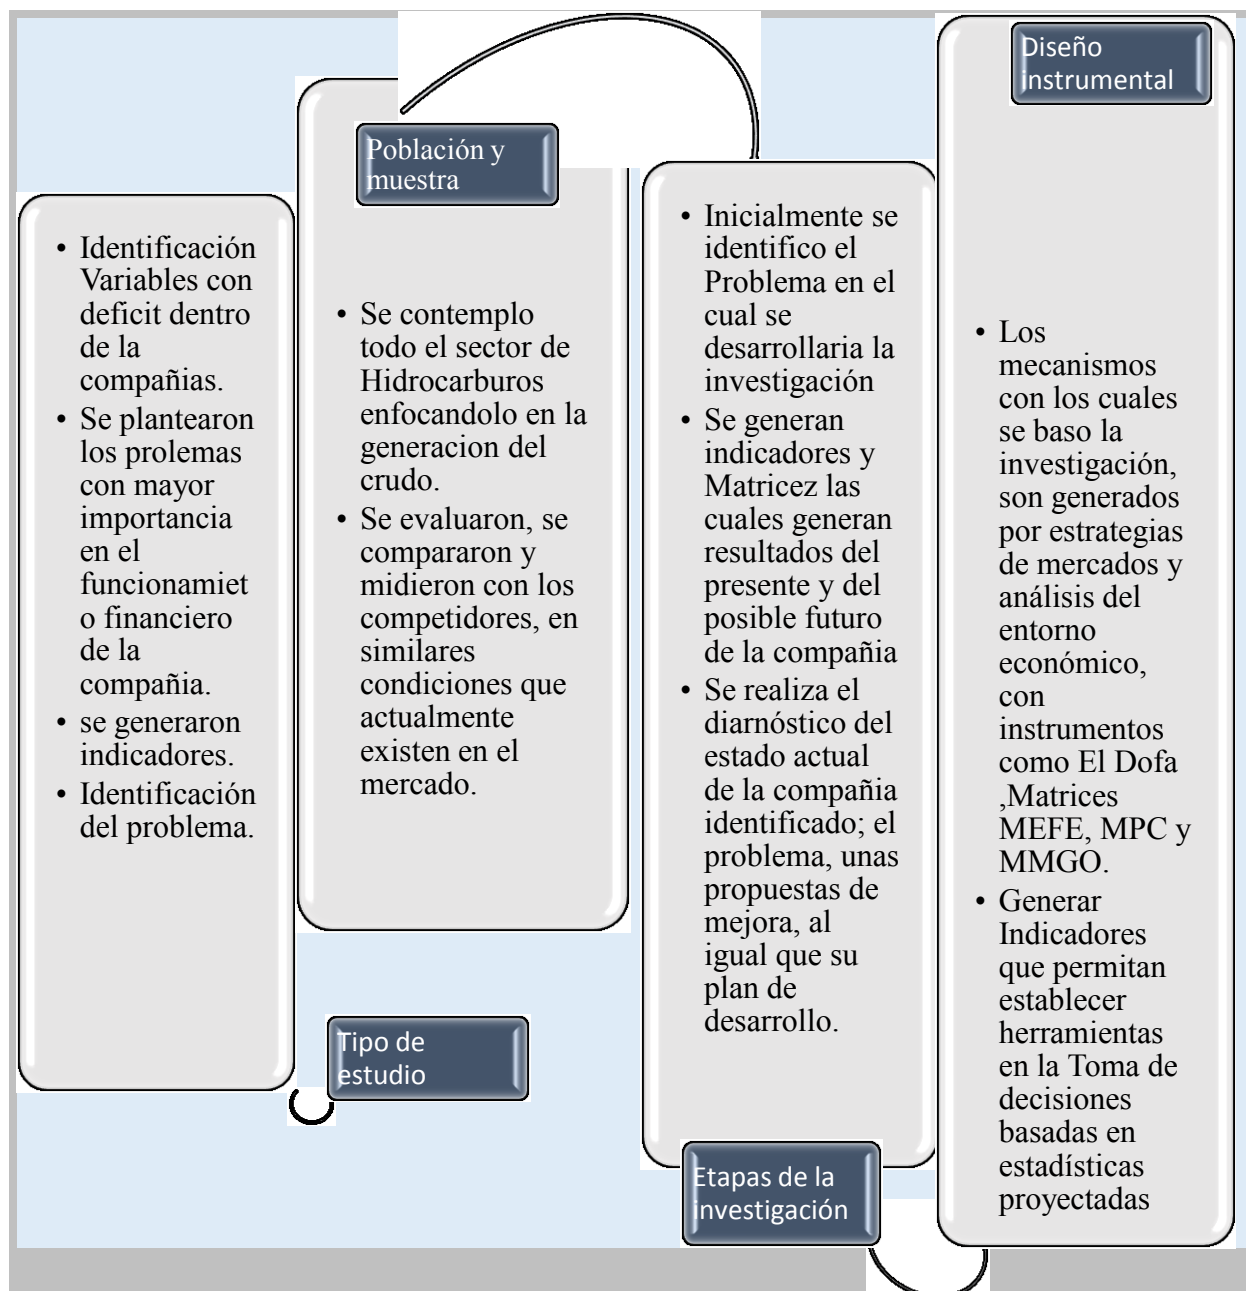 • Identificación
Variables con
deficit dentro
de la
compañias.
• Se plantearon
los prolemas
con mayor
importancia
en el
funcionamiet
o financiero
de la
compañia.
• se generaron
indicadores.
• Identificación
del problema.
Tipo de
estudio
Población y
muestra
• Se contemplo
todo el sector de
Hidrocarburos
enfocandolo en la
generacion del
crudo.
• Se evaluaron, se
compararon y
midieron con los
competidores, en
similares
condiciones que
actualmente
existen en el
mercado.
• Inicialmente se
identifico el
Problema en el
cual se
desarrollaria la
investigación
• Se generan
indicadores y
Matricez las
cuales generan
resultados del
presente y del
posible futuro
de la compañia
• Se realiza el
diarnóstico del
estado actual
de la compañia
identificado; el
problema, unas
propuestas de
mejora, al
igual que su
plan de
desarrollo.
Etapas de la
investigación
Diseño
instrumental
• Los
mecanismos
con los cuales
se baso la
investigación,
son generados
por estrategias
de mercados y
análisis del
entorno
económico,
con
instrumentos
como El Dofa
,Matrices
MEFE, MPC y
MMGO.
• Generar
Indicadores
que permitan
establecer
herramientas
en la Toma de
decisiones
basadas en
estadísticas
proyectadas